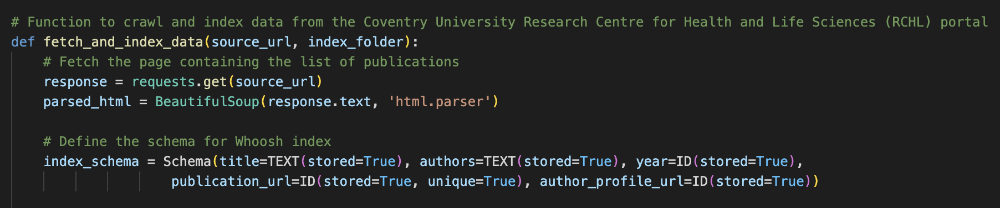 # Function to crawl and index data from the Coventry University Research Centre for Health and Life Sciences (RCHL) portal
def fetch_and_index_data(source_url, index_folder):
    # Fetch the page containing the list of publications
    response = requests.get(source_url)
    parsed_html = BeautifulSoup(response.text, 'html.parser')

    # Define the schema for Whoosh index
    index_schema = Schema(title=TEXT(stored=True), authors=TEXT(stored=True), year=ID(stored=True),
                    publication_url=ID(stored=True, unique=True), author_profile_url=ID(stored=True))